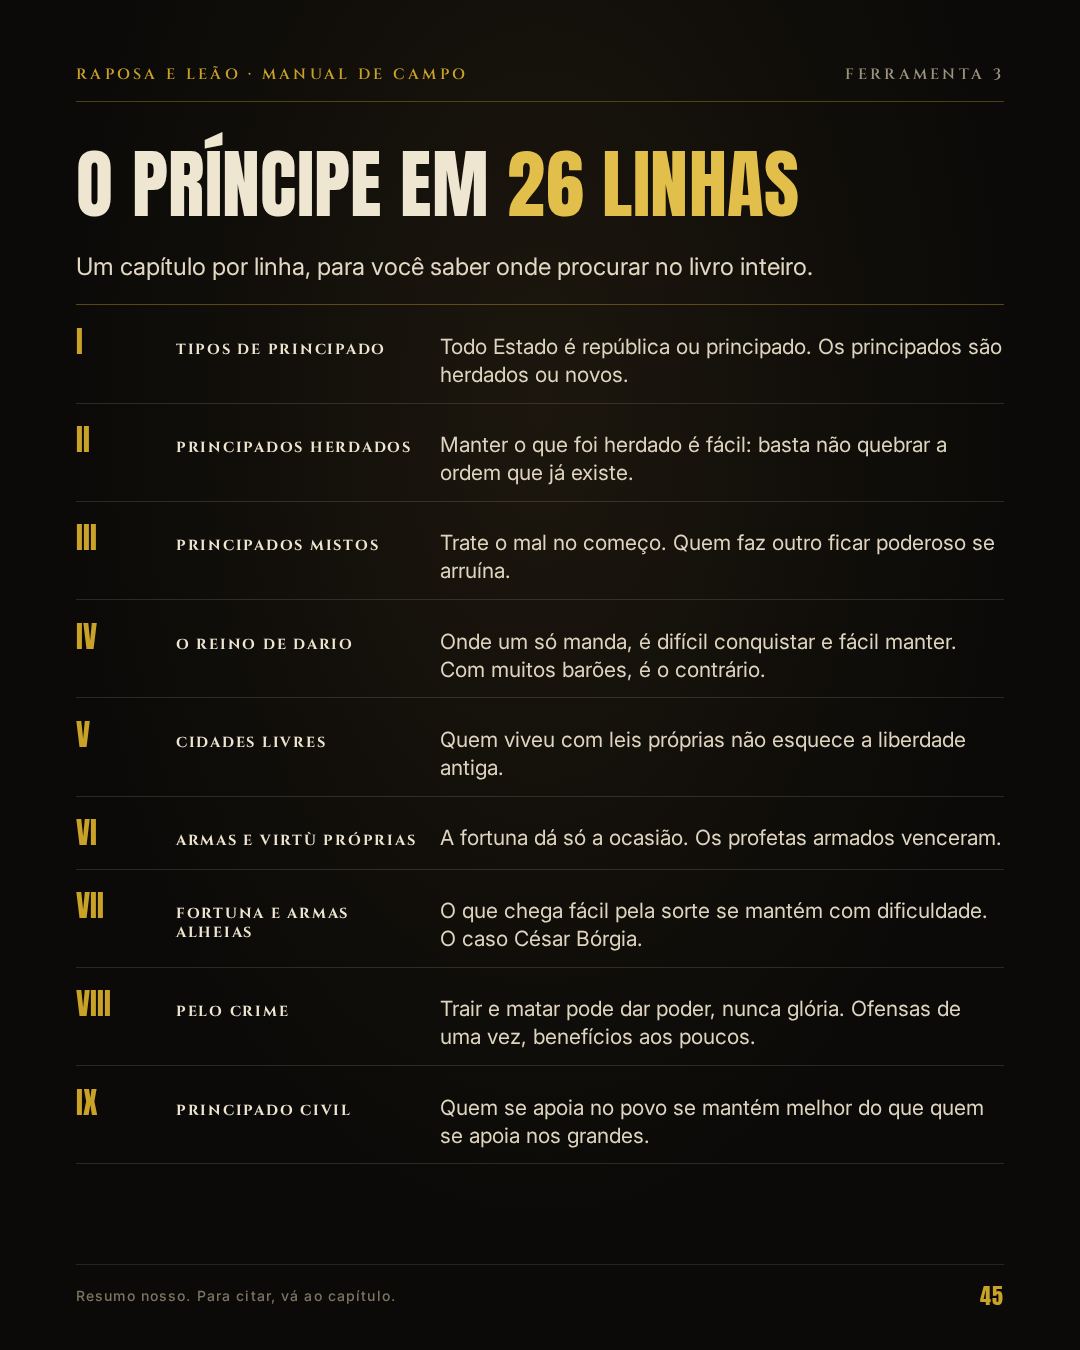 RAPOSA E LEÃO · MANUAL DE CAMPO
FERRAMENTA 3
O PRÍNCIPE EM 26 LINHAS
Um capítulo por linha, para você saber onde procurar no livro inteiro.
I
TIPOS DE PRINCIPADO
Todo Estado é república ou principado. Os principados são
herdados ou novos.
II
PRINCIPADOS HERDADOS
Manter o que foi herdado é fácil: basta não quebrar a
ordem que já existe.
III
PRINCIPADOS MISTOS
Trate o mal no começo. Quem faz outro ficar poderoso se
arruína.
IV
O REINO DE DARIO
Onde um só manda, é difícil conquistar e fácil manter.
Com muitos barões, é o contrário.
V
CIDADES LIVRES
Quem viveu com leis próprias não esquece a liberdade
antiga.
VI
ARMAS E VIRTÙ PRÓPRIAS
A fortuna dá só a ocasião. Os profetas armados venceram.
VII
FORTUNA E ARMAS
ALHEIAS
O que chega fácil pela sorte se mantém com dificuldade.
O caso César Bórgia.
VIII
PELO CRIME
Trair e matar pode dar poder, nunca glória. Ofensas de
uma vez, benefícios aos poucos.
IX
PRINCIPADO CIVIL
Quem se apoia no povo se mantém melhor do que quem
se apoia nos grandes.
Resumo nosso. Para citar, vá ao capítulo.
45